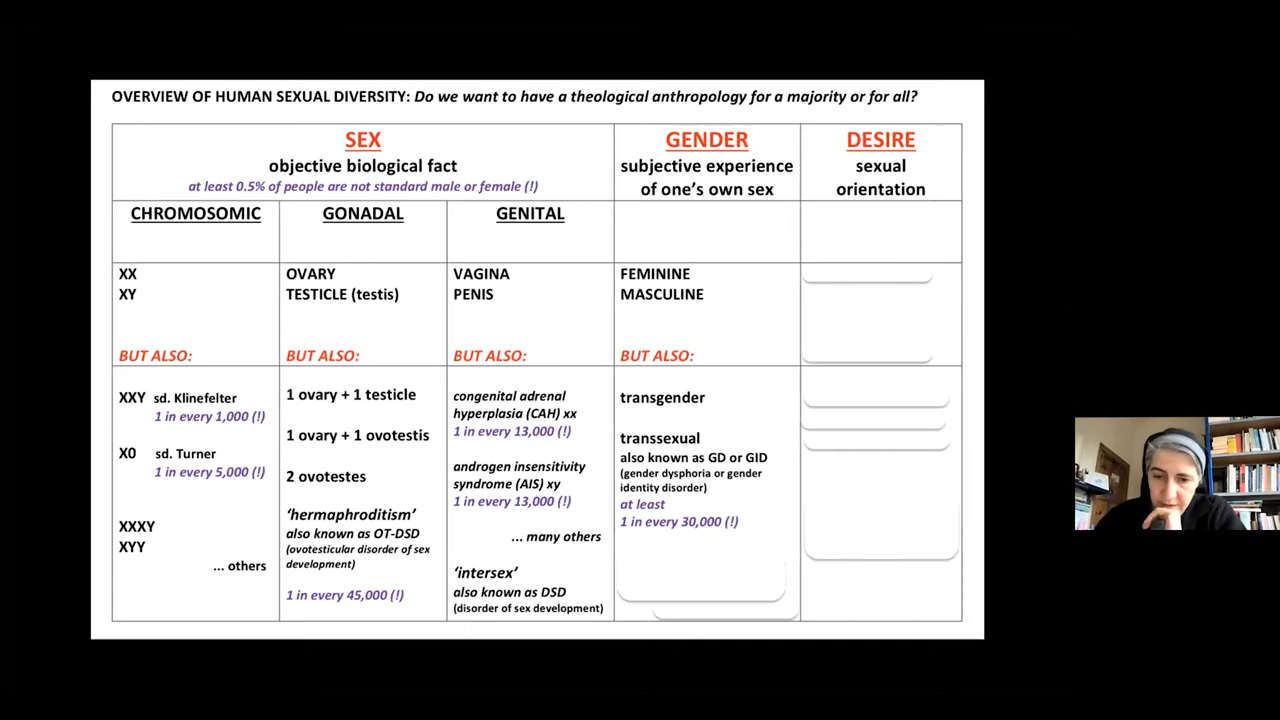 OVERVIEW OF HUMAN SEXUAL DIVERSITY: Do we want to have a theological anthropology for a majority or for all?
SEX
objective biological fact
at least 0.5% of people are not standard male or female (!)
GENDER
subjective experience
of one's own sex
DESIRE
sexual
orientation
CHROMOSOMIC
GONADAL
GENITAL
XX
XY
BUT ALSO:
OVARY
TESTICLE (testis)
BUT ALSO:
VAGINA
PENIS
BUT ALSO:
FEMININE
MASCULINE
BUT ALSO:
XXY sd. Klinefelter
1 in every 1,000 (!)
X0 sd. Turner
1 in every 5,000 (!)
XXXY
XYY
... others
1 ovary + 1 testicle
1 ovary + 1 ovotestis
2 ovotestes
‘hermaphroditism’
also known as OT-DSD
(ovotesticular disorder of sex
development)
1 in every 45,000 (!)
congenital adrenal
hyperplasia (CAH) xx
1 in every 13,000 (!)
androgen insensitivity
syndrome (AIS) xy
1 in every 13,000 (!)
... many others
‘intersex’
also known as DSD
(disorder of sex development)
transgender
transsexual
also known as GD or GID
(gender dysphoria or gender
identity disorder)
at least
1 in every 30,000 (!)